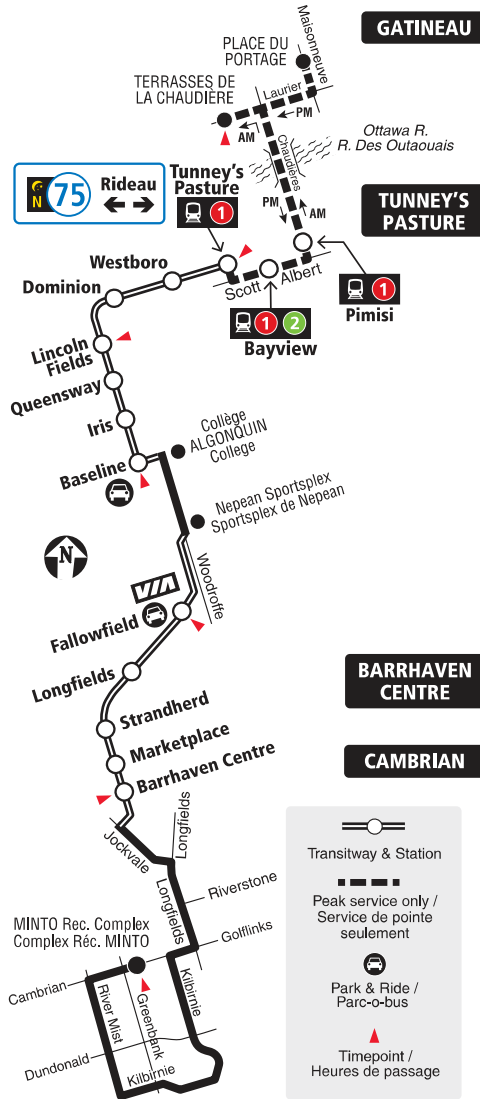 GATINEAU
Maisonneuve
PLACE DU
PORTAGE
TERRASSES DE
LA CHAUDIÈRE
Laurier
PM
AM
Chaudières
Ottawa R.
R. Des Outaouais
N 75 Rideau
Tunney's
Pasture
1
PM
AM
TUNNEY'S
PASTURE
Westboro
Dominion
Scott
Albert
1
Pimisi
1 2
Bayview
Lincoln
Fields
Queensway
Iris
Collège
ALGONQUIN
College
Baseline
Nepean Sportsplex
Sportsplex de Nepean
N
Woodroffe
VIA
Fallowfield
Longfields
BARRHAVEN
CENTRE
Strandherd
Marketplace
CAMBRIAN
Barrhaven Centre
Jockvale
Longfields
Longfields
Riverstone
Golflinks
MINTO Rec. Complex
Complexe Réc. MINTO
Cambrian
River Mist
Greenbank
Kilbirnie
Dundonald
Kilbirnie
Transitway & Station
Peak service only /
Service de pointe
seulement
Park & Ride /
Parc-o-bus
Timepoint /
Heures de passage